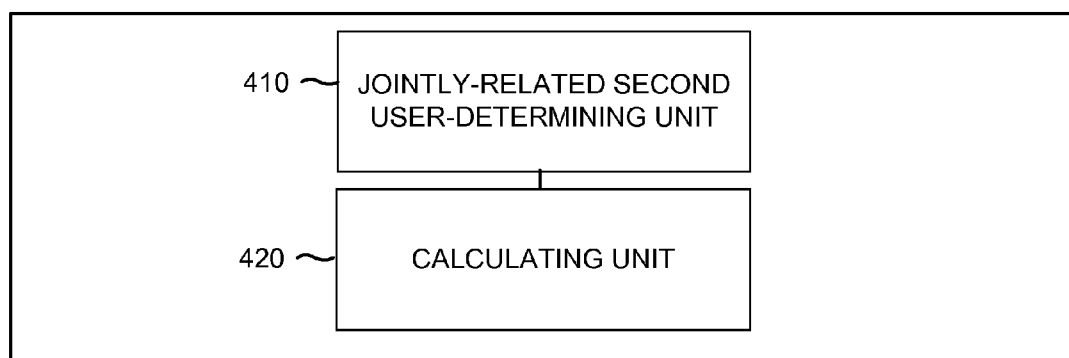 410
JOINTLY-RELATED SECOND
USER-DETERMINING UNIT
420
CALCULATING UNIT